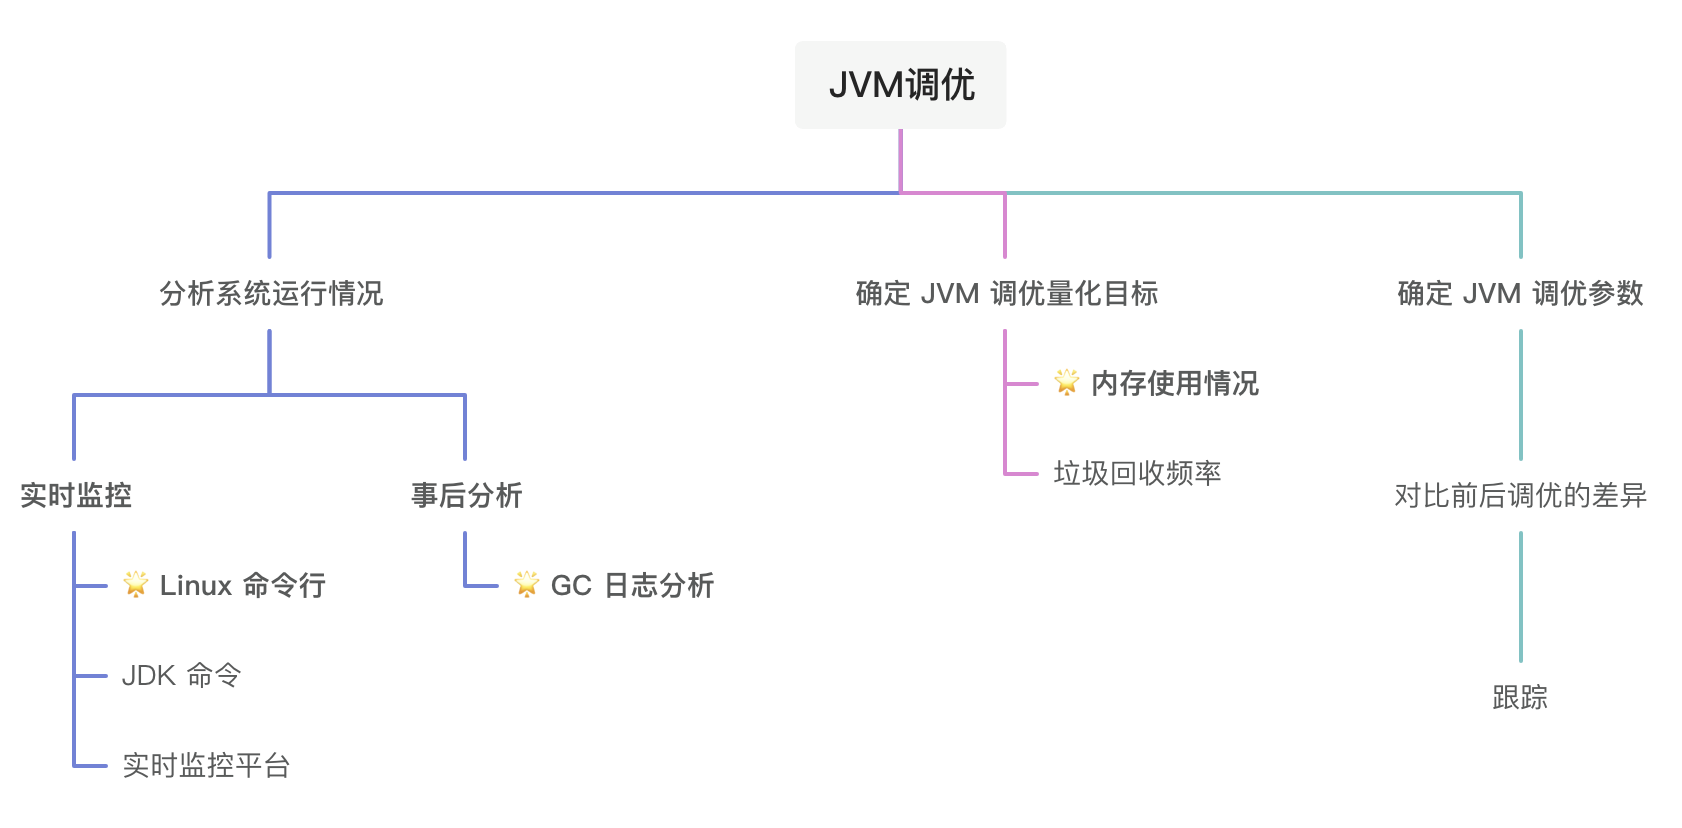 JVM调优
分析系统运行情况
实时监控
🌟 Linux 命令行
JDK 命令
实时监控平台
事后分析
🌟 GC 日志分析
确定 JVM 调优量化目标
🌟 内存使用情况
垃圾回收频率
确定 JVM 调优参数
对比前后调优的差异
跟踪